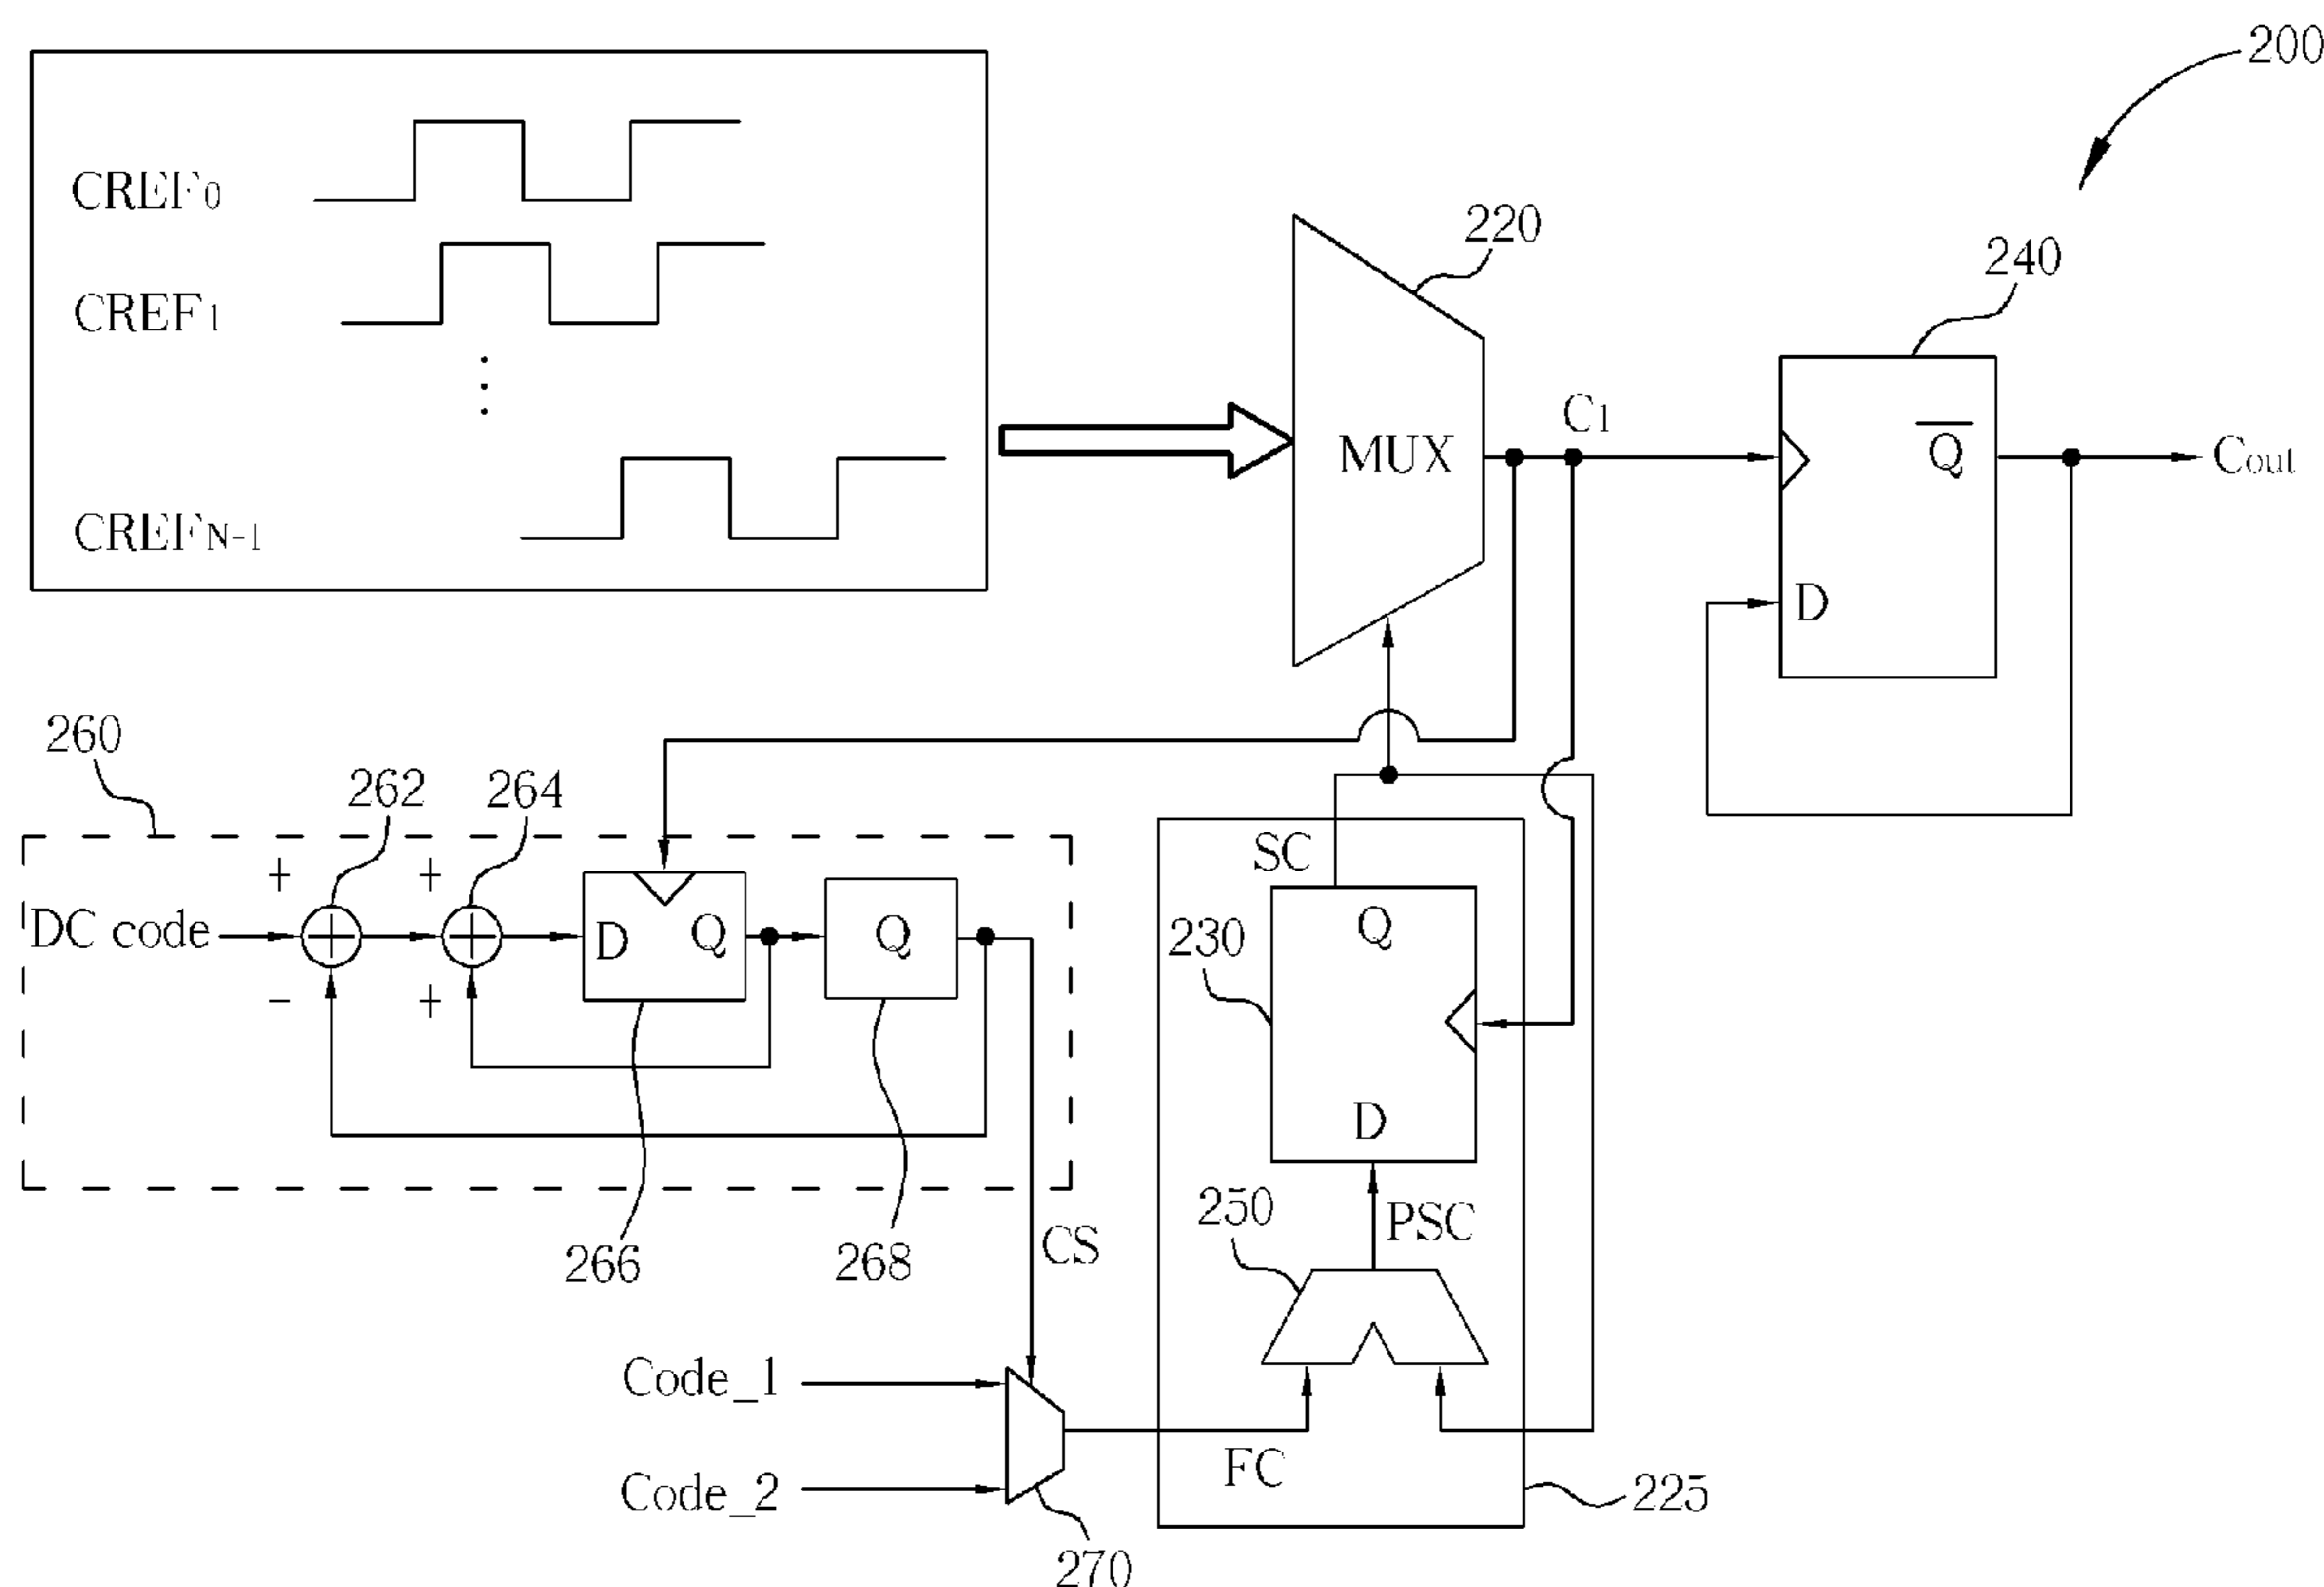 200
CREF0
CREF1
CREFN-1
220
MUX
C1
240
Q
Cout
D
260
262
264
+
+
DC code
-
+
D
Q
Q
266
268
CS
SC
230
Q
D
250
PSC
Code_1
Code_2
FC
225
270